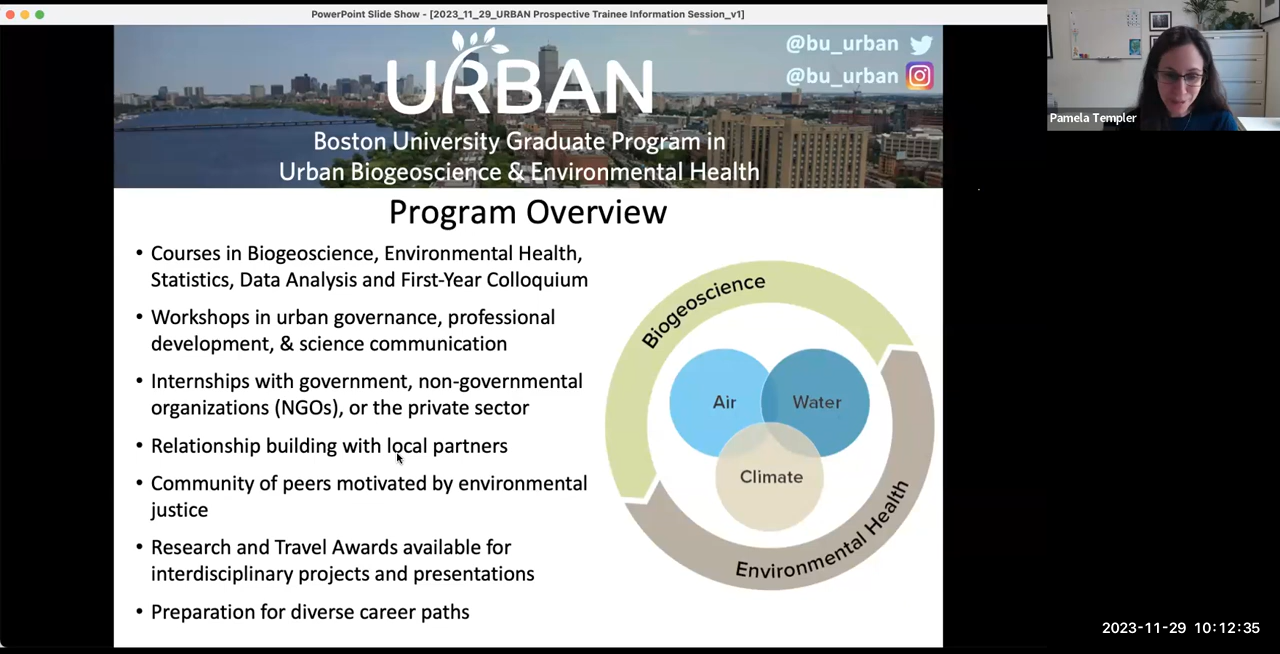 PowerPoint Slide Show - [2023_11_29_URBAN Prospective Trainee Information Session_v1]
@bu_urban
@bu_urban
URBAN
Boston University Graduate Program in
Urban Biogeoscience & Environmental Health
Pamela Templer
Program Overview
• Courses in Biogeoscience, Environmental Health,
Statistics, Data Analysis and First-Year Colloquium
• Workshops in urban governance, professional
development, & science communication
• Internships with government, non-governmental
organizations (NGOs), or the private sector
• Relationship building with local partners
• Community of peers motivated by environmental
justice
• Research and Travel Awards available for
interdisciplinary projects and presentations
• Preparation for diverse career paths
Biogeoscience
Air
Water
Climate
Environmental Health
2023-11-29 10:12:35